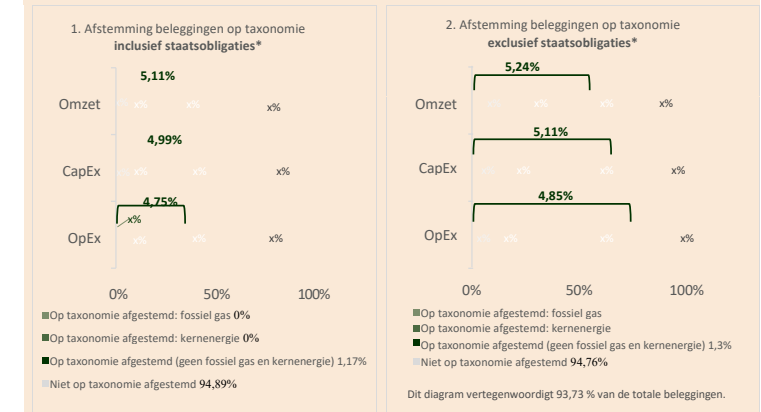 1. Afstemming beleggingen op taxonomie
inclusief staatsobligaties*
5,11%
Omzet
x% x% x% x%
4,99%
CapEx
x% x% x% x%
4,75%
x%
OpEx
x% x% x%
0% 50% 100%
Op taxonomie afgestemd: fossiel gas 0%
Op taxonomie afgestemd: kernenergie 0%
Op taxonomie afgestemd (geen fossiel gas en kernenergie) 1,17%
Niet op taxonomie afgestemd 94,89%
2. Afstemming beleggingen op taxonomie
exclusief staatsobligaties*
5,24%
Omzet
x% x% x% x%
5,11%
CapEx
x% x% x% x%
4,85%
OpEx
x% x% x% x%
0% 50% 100%
Op taxonomie afgestemd: fossiel gas
Op taxonomie afgestemd: kernenergie
Op taxonomie afgestemd (geen fossiel gas en kernenergie) 1,3%
Niet op taxonomie afgestemd 94,76%
Dit diagram vertegenwoordigt 93,73 % van de totale beleggingen.